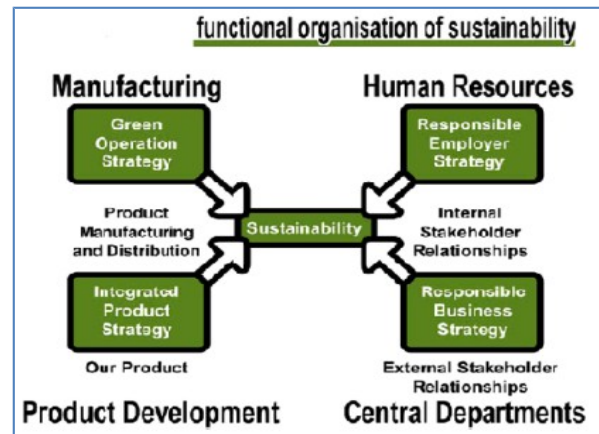 functional organisation of sustainability
Manufacturing
Human Resources
Green
Operation
Strategy
Responsible
Employer
Strategy
Product
Manufacturing
and Distribution
Sustainability
Internal
Stakeholder
Relationships
Integrated
Product
Strategy
Responsible
Business
Strategy
Our Product
External Stakeholder
Relationships
Product Development
Central Departments